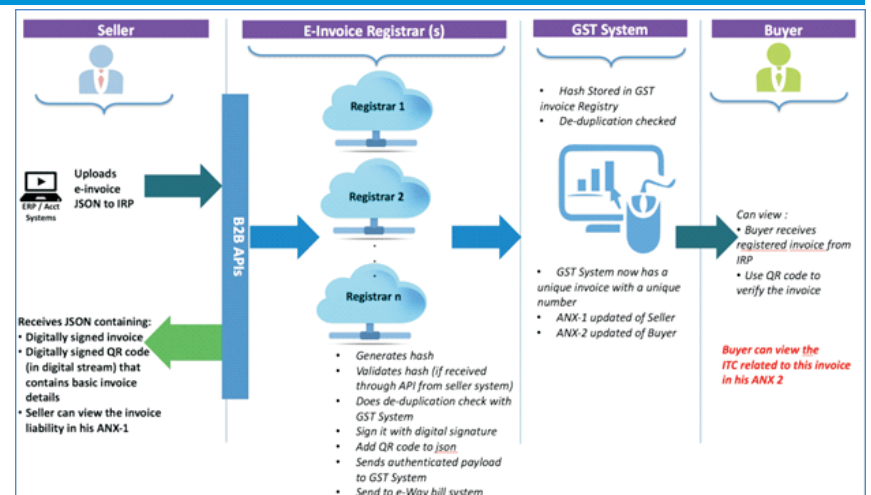 Seller
E-Invoice Registrar (s)
GST System
Buyer
ERP / Acct
Systems
Uploads
e-invoice
JSON to IRP
Receives JSON containing:
• Digitally signed invoice
• Digitally signed QR code
(in digital stream) that
contains basic invoice
details
• Seller can view the invoice
liability in his ANX-1
B2B APIs
Registrar 1
Registrar 2
Registrar n
• Generates hash
• Validates hash (if received
through API from seller system)
• Does de-duplication check with
GST System
• Sign it with digital signature
• Add QR code to json
• Sends authenticated payload
to GST System
• Send to e-Way bill system
• Hash Stored in GST
invoice Registry
• De-duplication checked
• GST System now has a
unique invoice with a unique
number
• ANX-1 updated of Seller
• ANX-2 updated of Buyer
Can view :
• Buyer receives
registered invoice from
IRP
• Use QR code to
verify the invoice
Buyer can view the
ITC related to this invoice
in his ANX 2